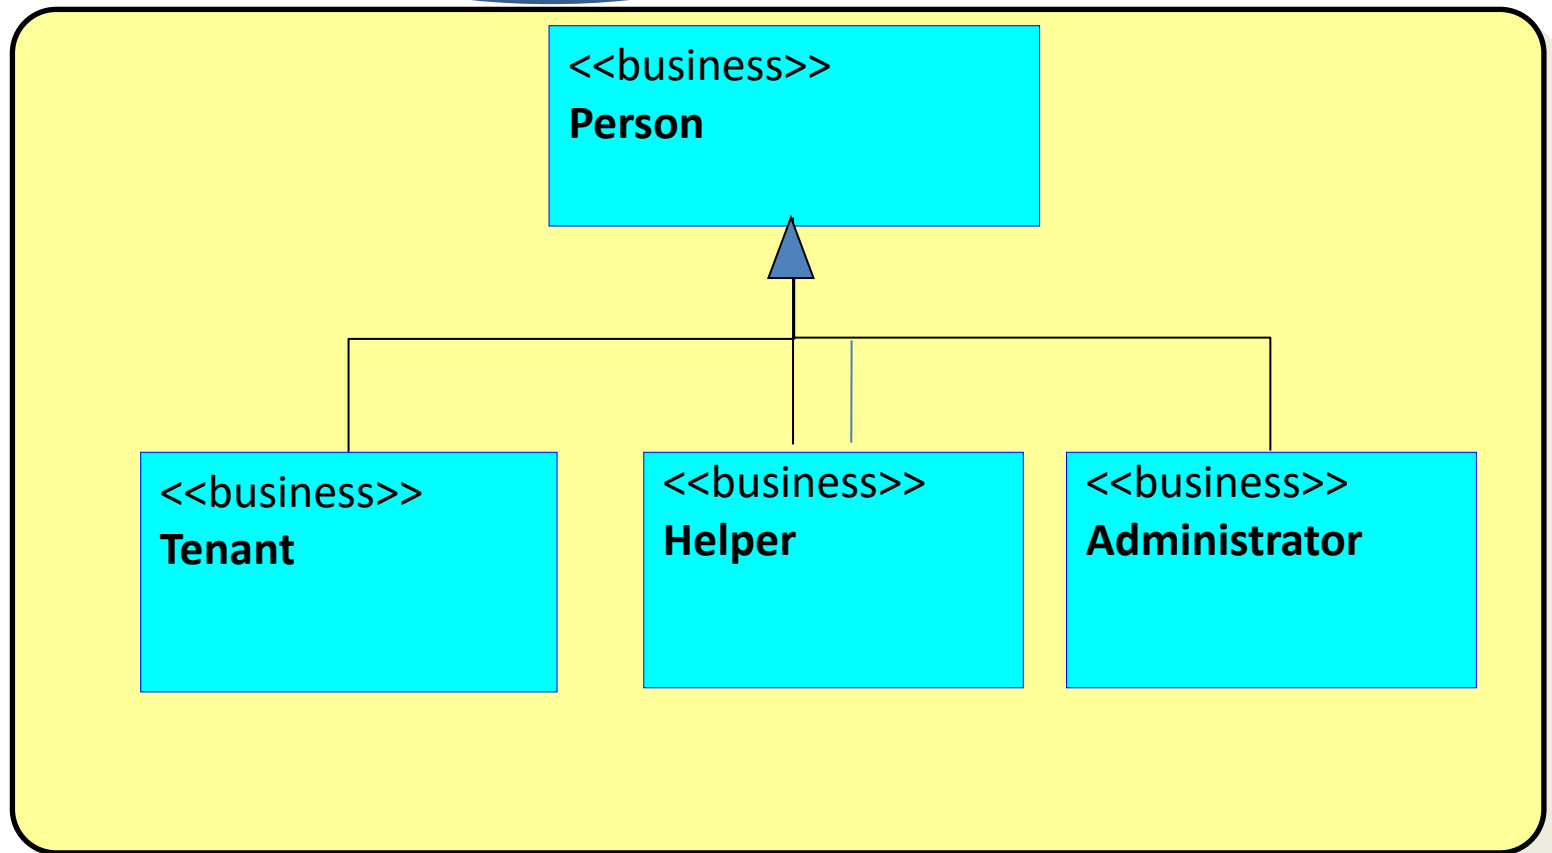 <<business>>
Person
<<business>>
Tenant
<<business>>
Helper
<<business>>
Administrator